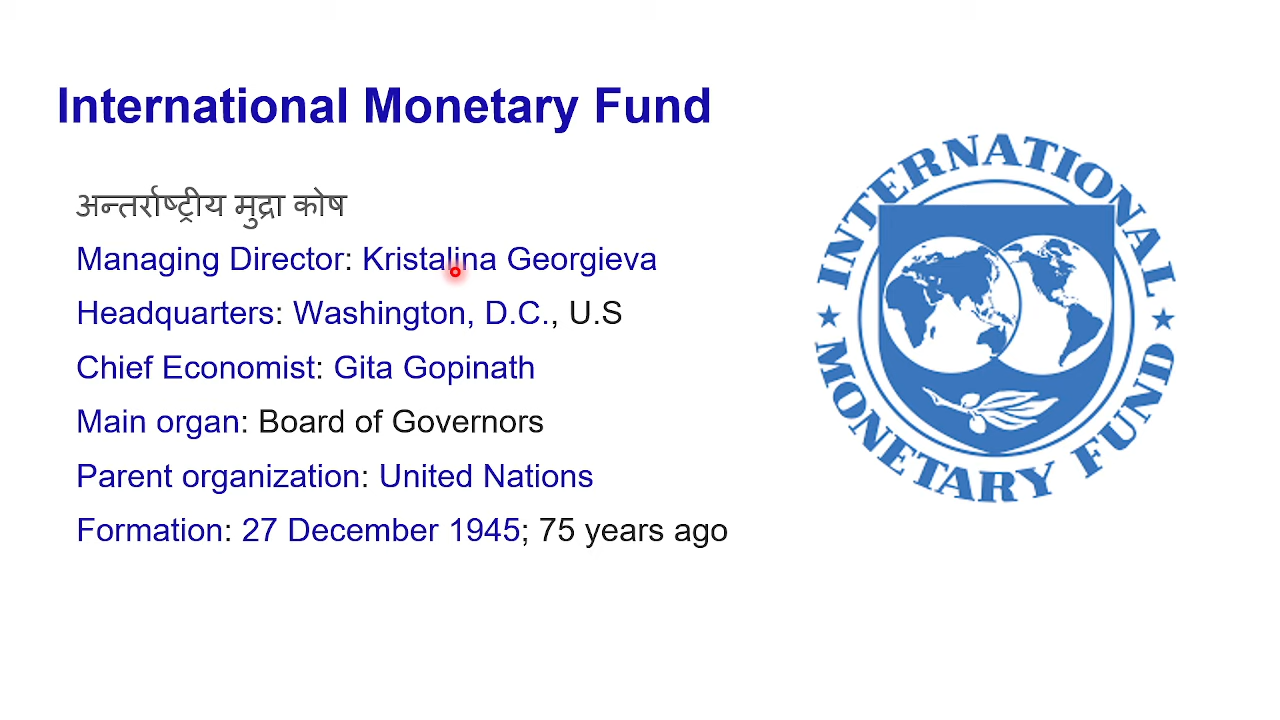 International Monetary Fund
अन्तर्राष्ट्रीय मुद्रा कोष
Managing Director: Kristalina Georgieva
Headquarters: Washington, D.C., U.S
Chief Economist: Gita Gopinath
Main organ: Board of Governors
Parent organization: United Nations
Formation: 27 December 1945; 75 years ago
INTERNATIONAL
MONETARY FUND